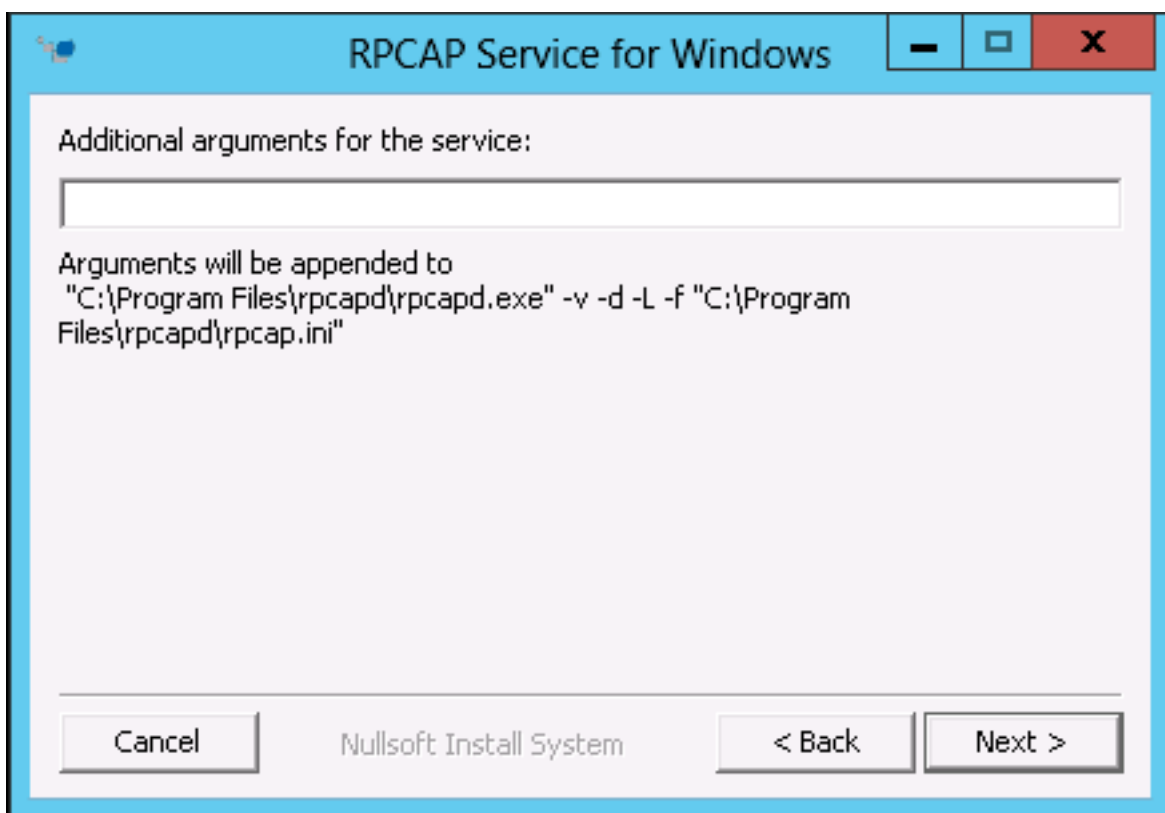 RPCAP Service for Windows
Additional arguments for the service:
Arguments will be appended to
"C:\Program Files\rpcapd\rpcapd.exe" -v -d -L -f "C:\Program
Files\rpcapd\rpcap.ini"
Cancel
Nullsoft Install System
< Back
Next >